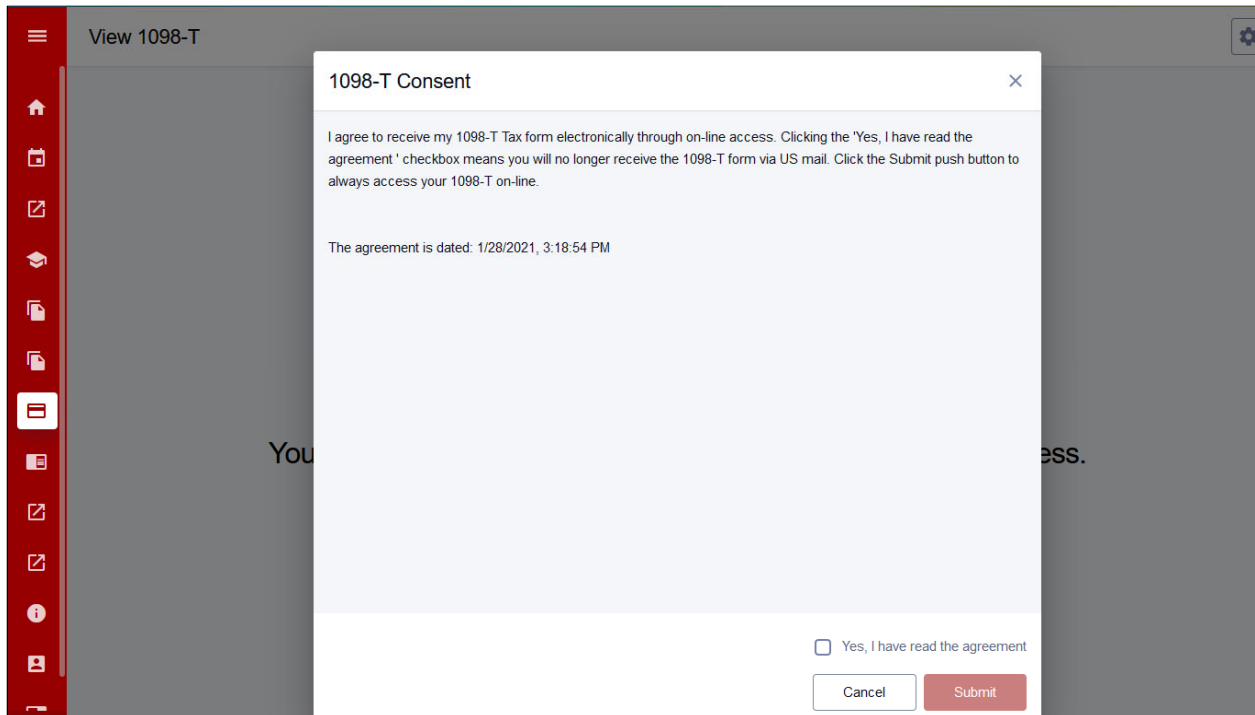 View 1098-T
1098-T Consent
I agree to receive my 1098-T Tax form electronically through on-line access. Clicking the 'Yes, I have read the
agreement ' checkbox means you will no longer receive the 1098-T form via US mail. Click the Submit push button to
always access your 1098-T on-line.
The agreement is dated: 1/28/2021, 3:18:54 PM
You
ess.
Yes, I have read the agreement
Cancel
Submit